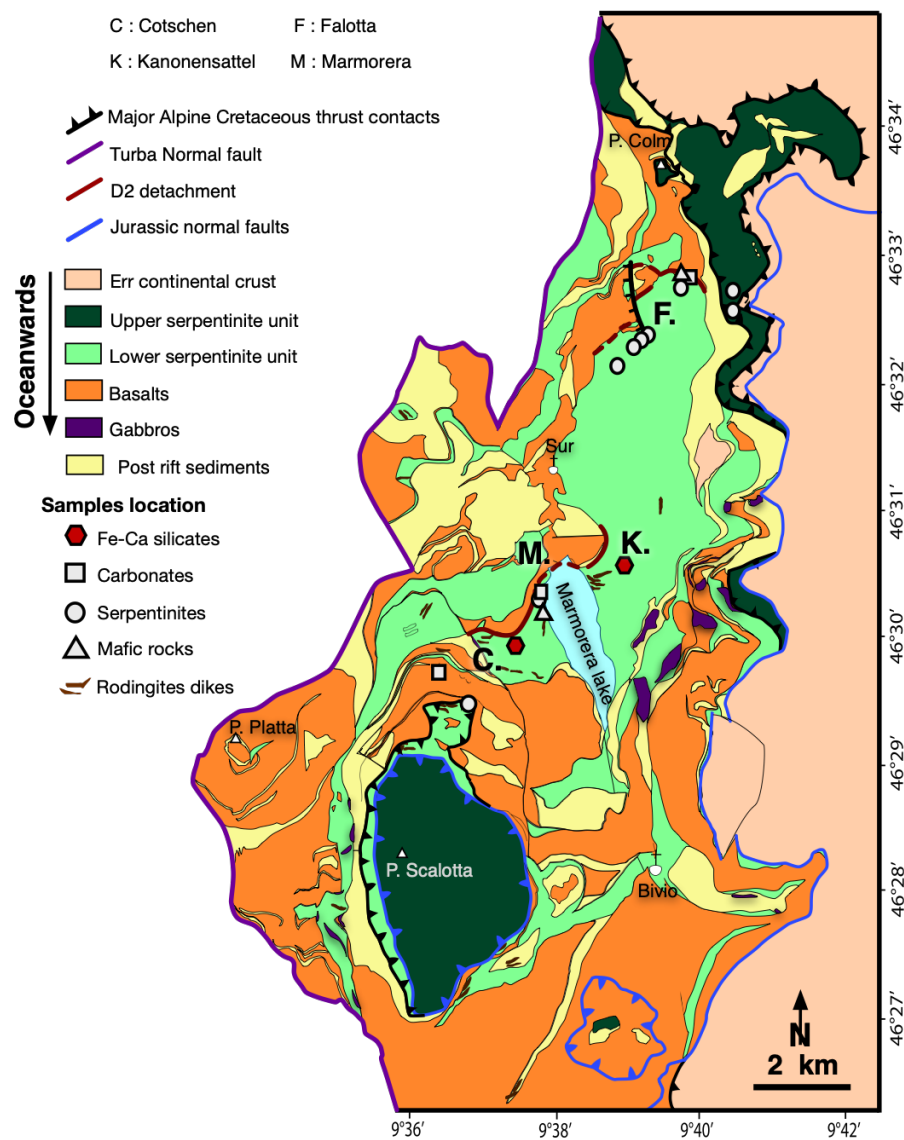 C : Cotschen F : Falotta
K : Kanonensattel M : Marmorera
Major Alpine Cretaceous thrust contacts
Turba Normal fault
D2 detachment
Jurassic normal faults
Oceanwards
Err continental crust
Upper serpentinite unit
Lower serpentinite unit
Basalts
Gabbros
Post rift sediments
Samples location
Fe-Ca silicates
Carbonates
Serpentinites
Mafic rocks
Rodingites dikes
P. Colm
F.
Sur
K.
M.
Marmorera lake
C.
P. Platta
P. Scalotta
Bivio
N
2 km
46°34′
46°33′
46°32′
46°31′
46°30′
46°29′
46°28′
46°27′
9°36′ 9°38′ 9°40′ 9°42′